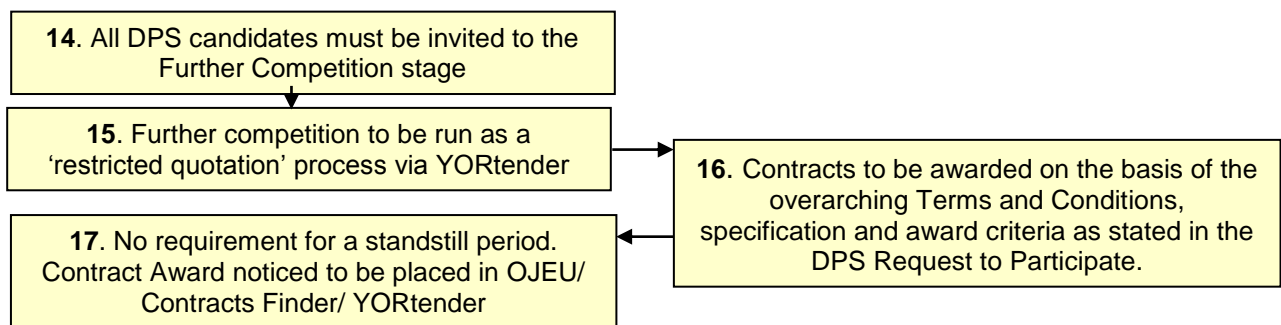 14. All DPS candidates must be invited to the
Further Competition stage
15. Further competition to be run as a
‘restricted quotation’ process via YORtender
16. Contracts to be awarded on the basis of the
overarching Terms and Conditions,
specification and award criteria as stated in the
DPS Request to Participate.
17. No requirement for a standstill period.
Contract Award noticed to be placed in OJEU/
Contracts Finder/ YORtender